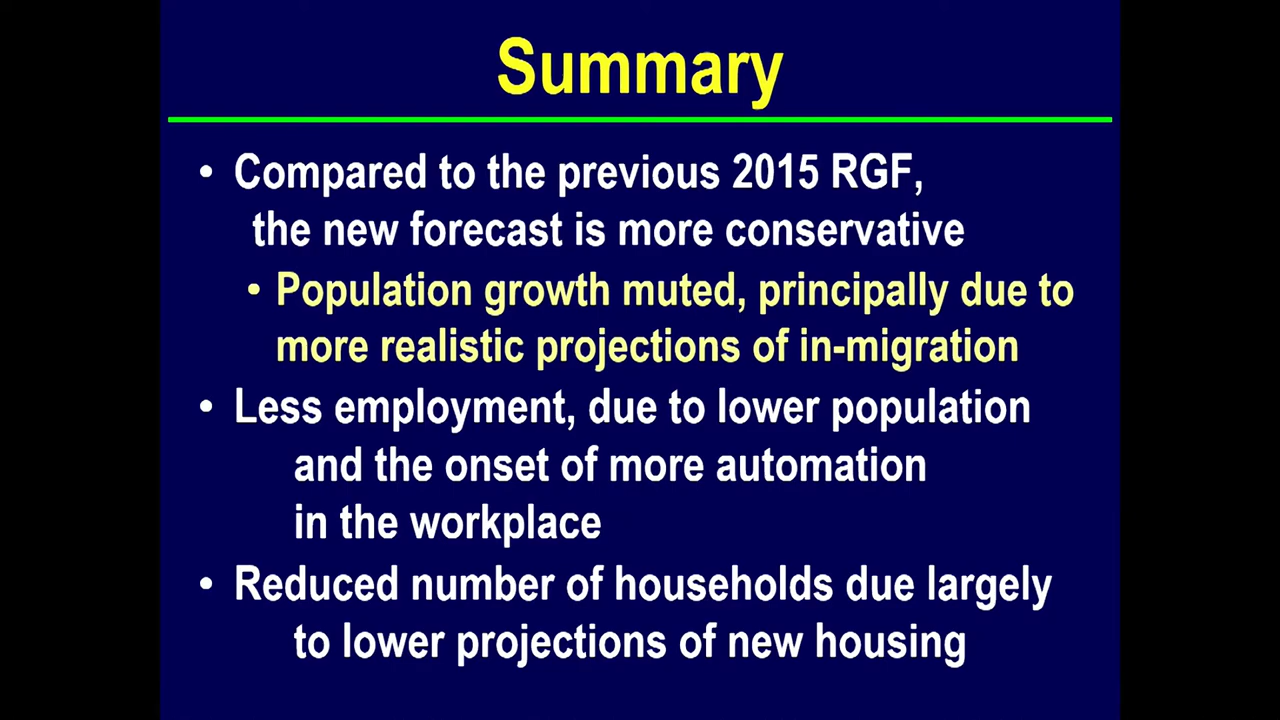 Summary
• Compared to the previous 2015 RGF,
the new forecast is more conservative
• Population growth muted, principally due to
more realistic projections of in-migration
• Less employment, due to lower population
and the onset of more automation
in the workplace
• Reduced number of households due largely
to lower projections of new housing